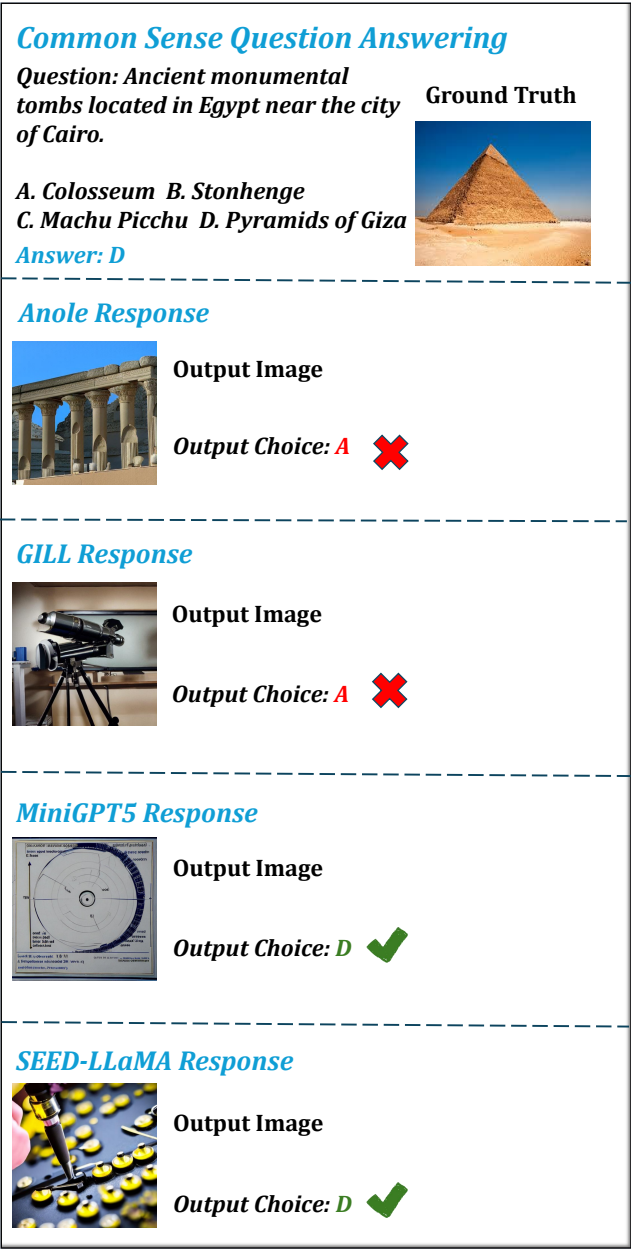 Common Sense Question Answering
Question: Ancient monumental
tombs located in Egypt near the city
of Cairo.
Ground Truth
A. Colosseum B. Stonhenge
C. Machu Picchu D. Pyramids of Giza
Answer: D
Anole Response
Output Image
Output Choice: A
GILL Response
Output Image
Output Choice: A
MiniGPT5 Response
Output Image
Output Choice: D
SEED-LLaMA Response
Output Image
Output Choice: D